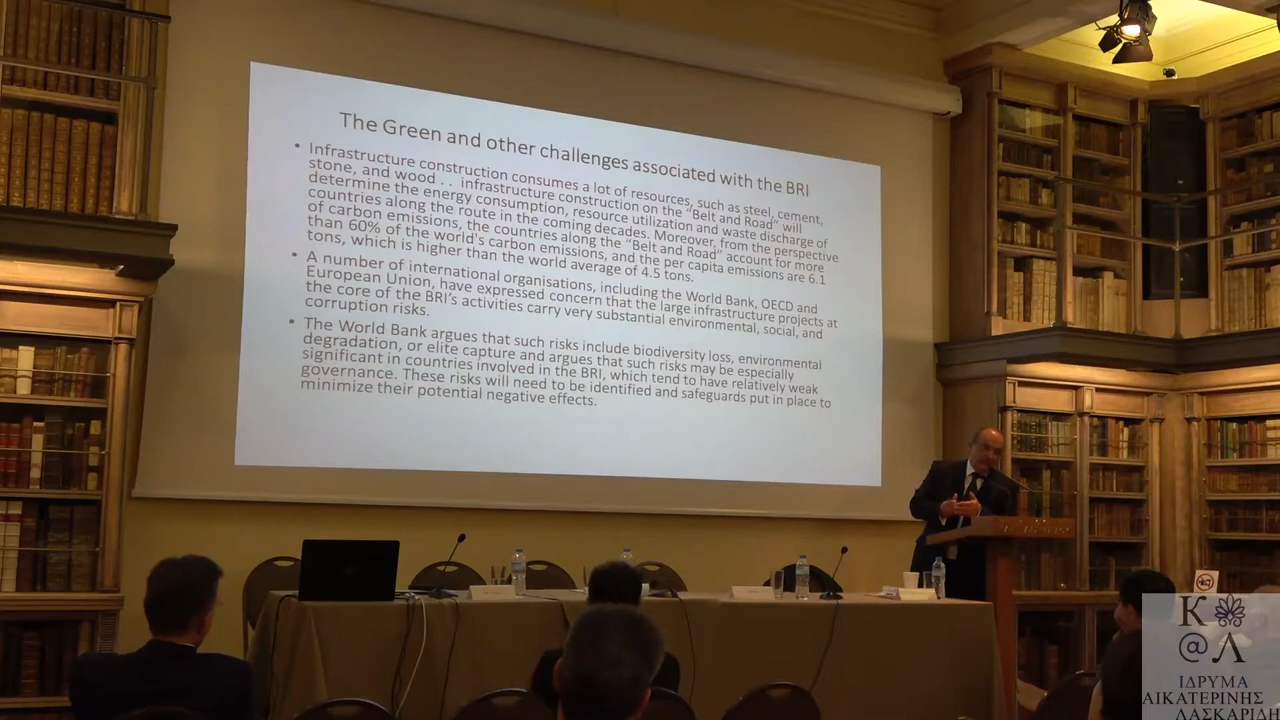 The Green and other challenges associated with the BRI
• Infrastructure construction consumes a lot of resources, such as steel, cement,
stone, and wood . . infrastructure construction on the “Belt and Road” will
determine the energy consumption, resource utilization and waste discharge of
countries along the route in the coming decades. Moreover, from the perspective
of carbon emissions, the countries along the “Belt and Road” account for more
than 60% of the world's carbon emissions, and the per capita emissions are 6.1
tons, which is higher than the world average of 4.5 tons.
• A number of international organisations, including the World Bank, OECD and
European Union, have expressed concern that the large infrastructure projects at
the core of the BRI’s activities carry very substantial environmental, social, and
corruption risks.
• The World Bank argues that such risks include biodiversity loss, environmental
degradation, or elite capture and argues that such risks may be especially
significant in countries involved in the BRI, which tend to have relatively weak
governance. These risks will need to be identified and safeguards put in place to
minimize their potential negative effects.
Κ
@Λ
ΙΔΡΥΜΑ
ΑΙΚΑΤΕΡΙΝΗΣ
ΛΑΣΚΑΡΙΔΗ